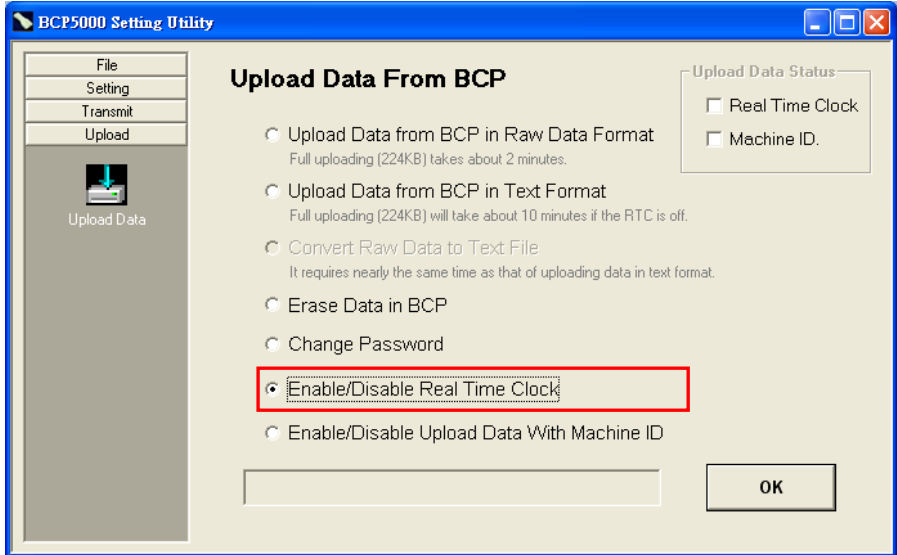 BCP5000 Setting Utility
File
Setting
Transmit
Upload
Upload Data
Upload Data From BCP
Upload Data from BCP in Raw Data Format
Full uploading (224KB) takes about 2 minutes.
Upload Data from BCP in Text Format
Full uploading (224KB) will take about 10 minutes if the RTC is off.
Convert Raw Data to Text File
It requires nearly the same time as that of uploading data in text format.
Erase Data in BCP
Change Password
Enable/Disable Real Time Clock
Enable/Disable Upload Data With Machine ID
Upload Data Status
Real Time Clock
Machine ID.
OK